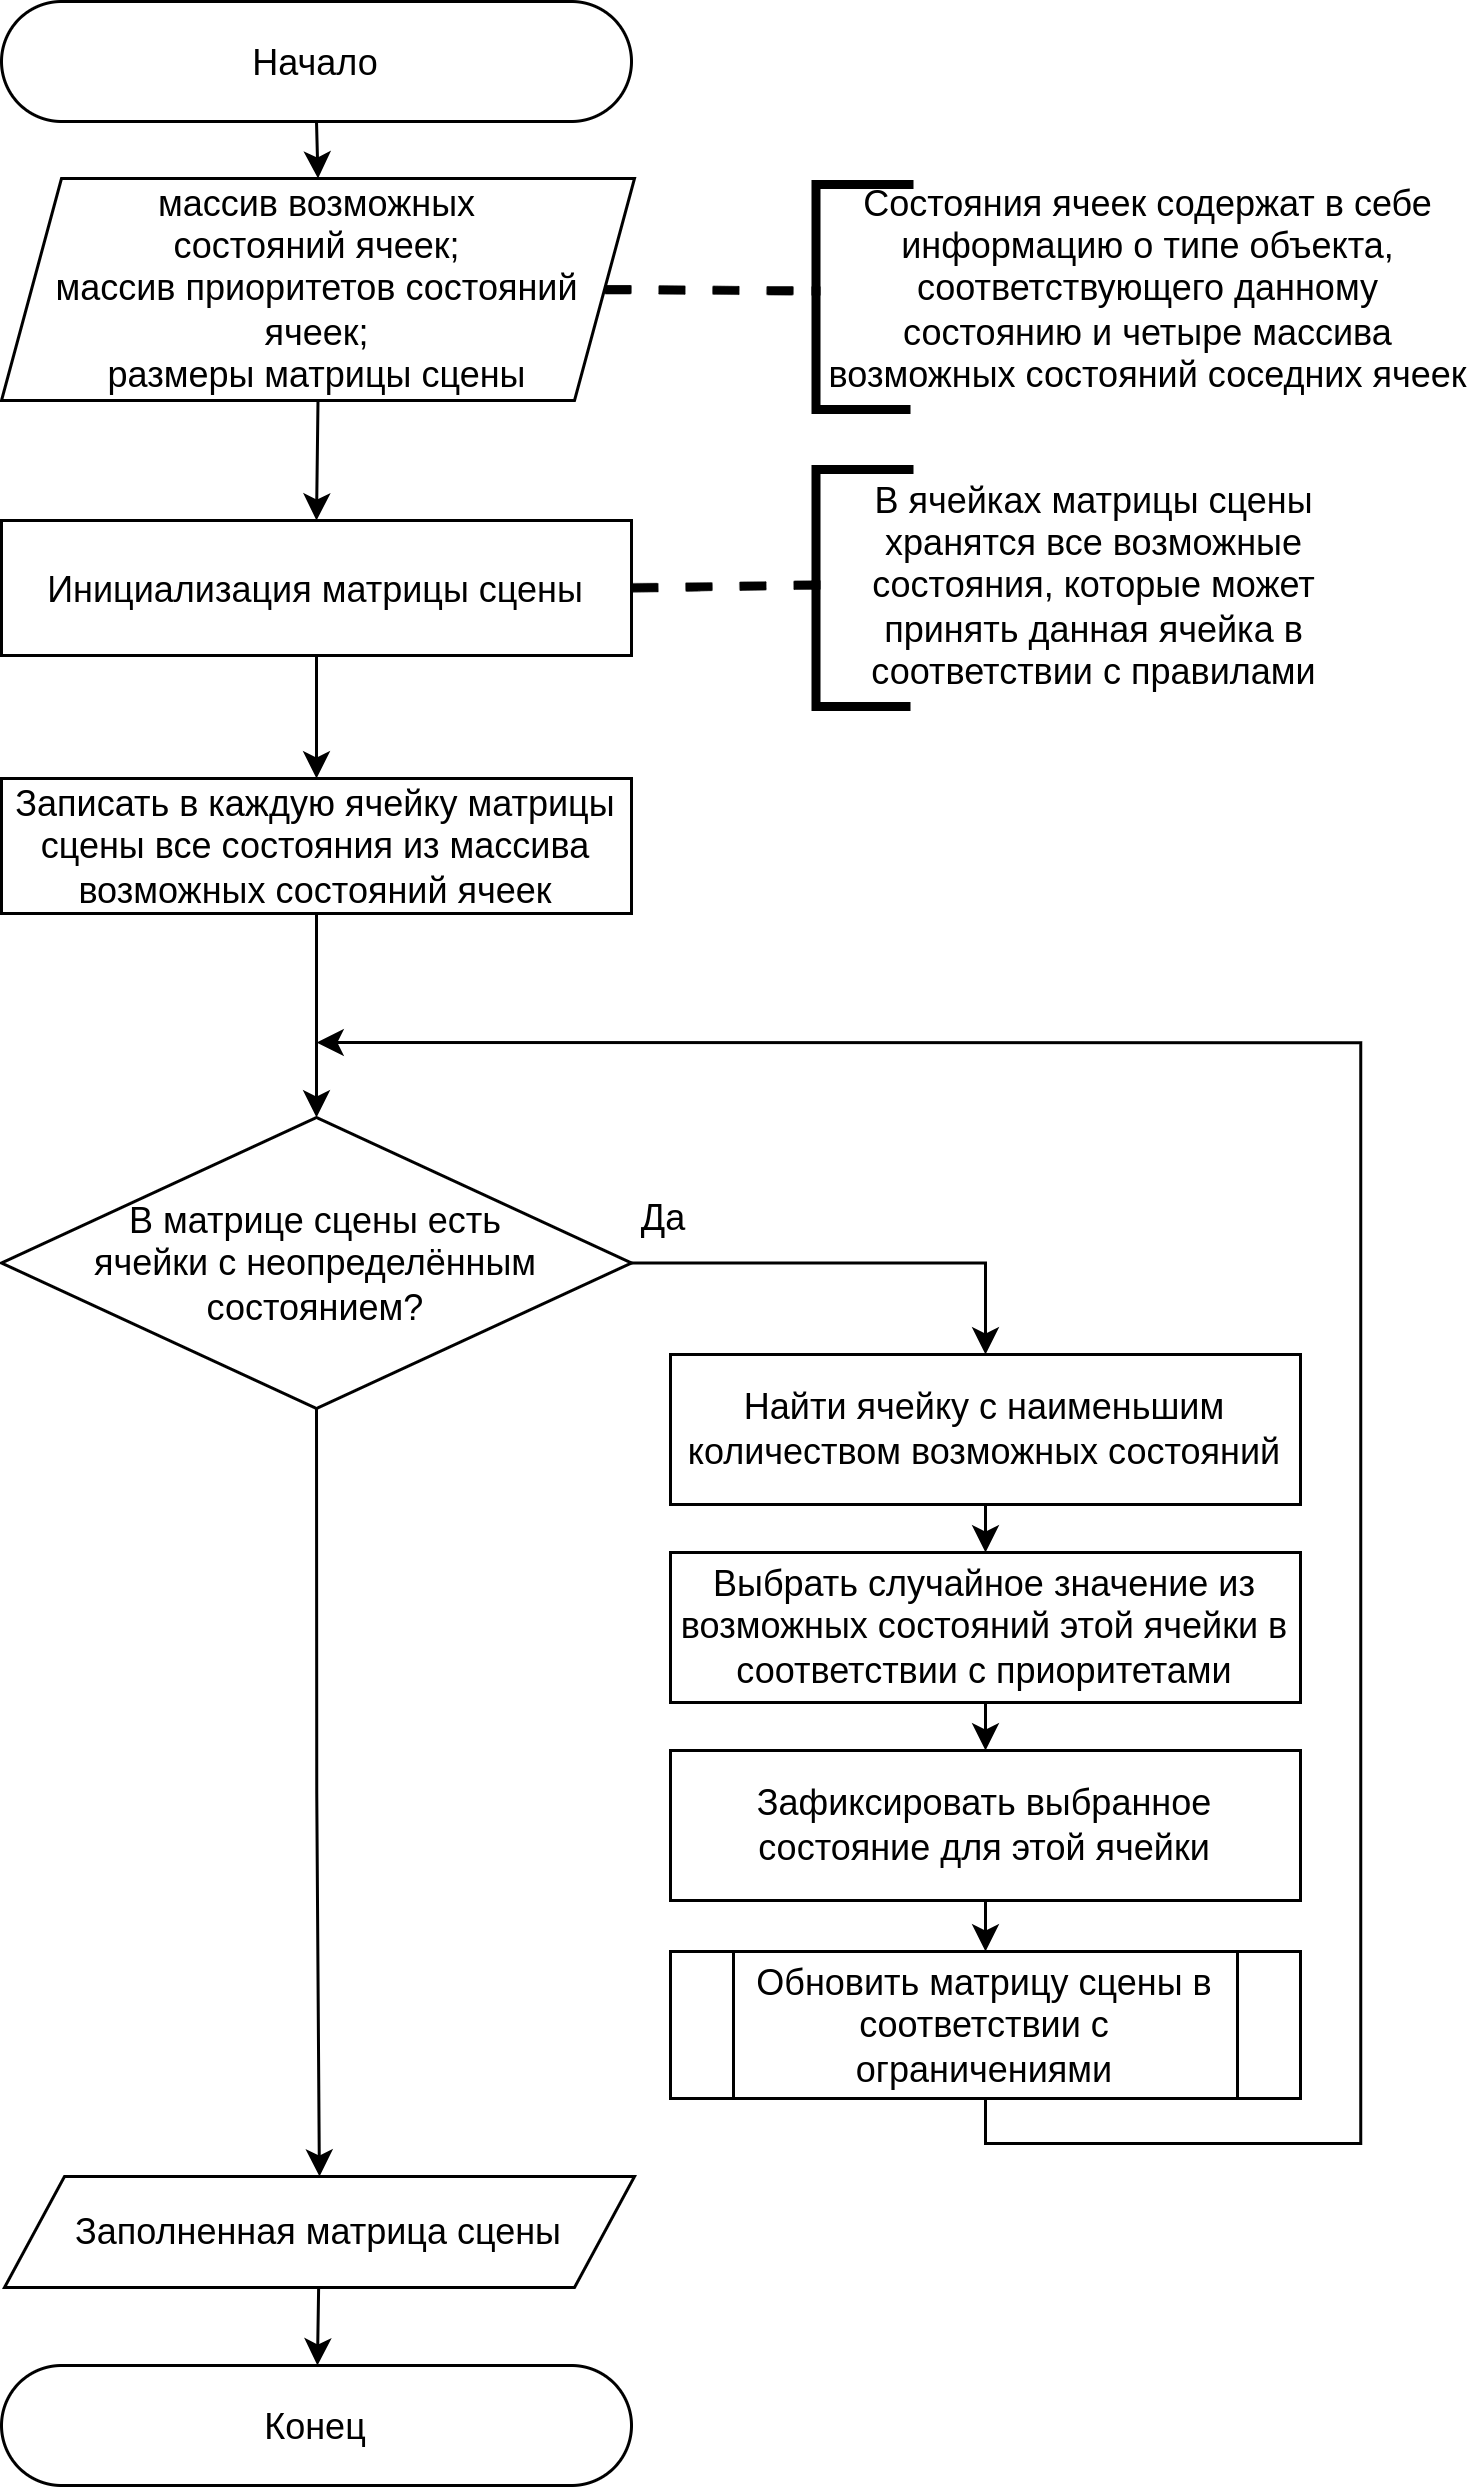 Начало
массив возможных
состояний ячеек;
массив приоритетов состояний
ячеек;
размеры матрицы сцены
Состояния ячеек содержат в себе
информацию о типе объекта,
соответствующего данному
состоянию и четыре массива
возможных состояний соседних ячеек
Инициализация матрицы сцены
В ячейках матрицы сцены
хранятся все возможные
состояния, которые может
принять данная ячейка в
соответствии с правилами
Записать в каждую ячейку матрицы
сцены все состояния из массива
возможных состояний ячеек
В матрице сцены есть
ячейки с неопределённым
состоянием?
Да
Найти ячейку с наименьшим
количеством возможных состояний
Выбрать случайное значение из
возможных состояний этой ячейки в
соответствии с приоритетами
Зафиксировать выбранное
состояние для этой ячейки
Обновить матрицу сцены в
соответствии с
ограничениями
Заполненная матрица сцены
Конец